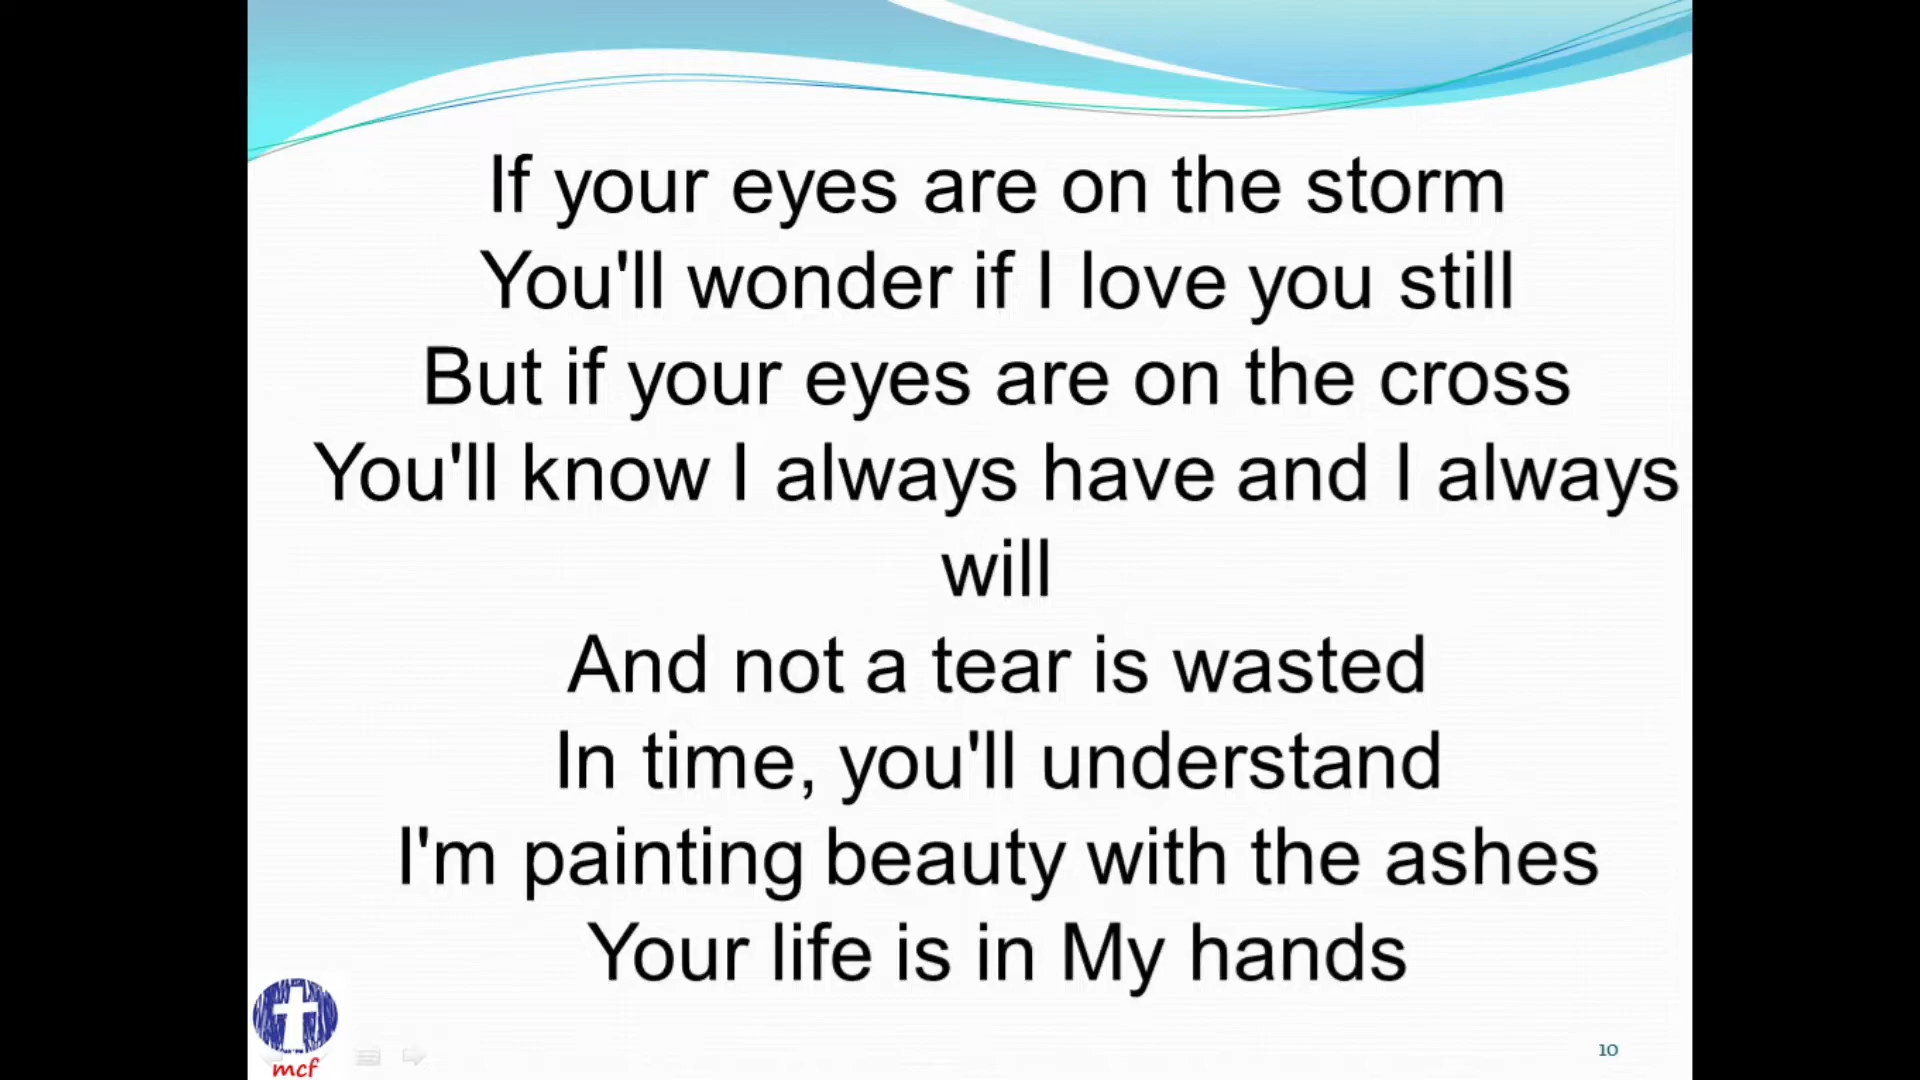 If your eyes are on the storm
You'll wonder if I love you still
But if your eyes are on the cross
You'll know I always have and I always
will
And not a tear is wasted
In time, you'll understand
I'm painting beauty with the ashes
Your life is in My hands
mcf
10